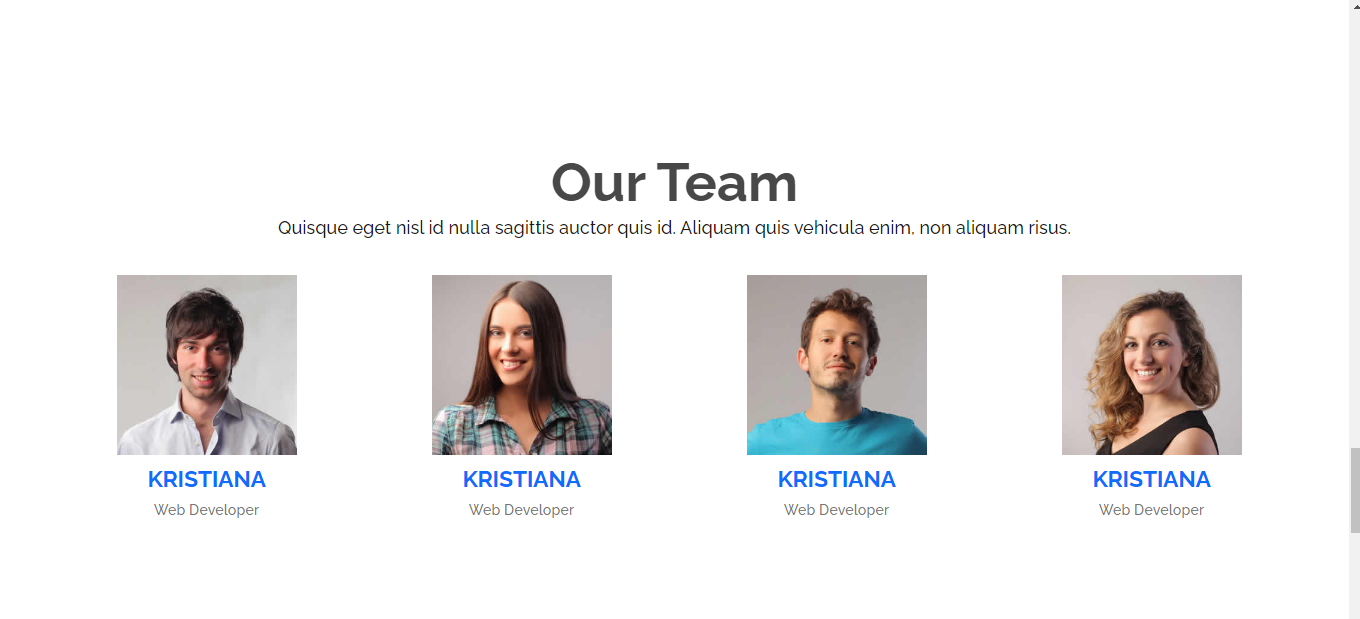 Our Team
Quisque eget nisl id nulla sagittis auctor quis id. Aliquam quis vehicula enim, non aliquam risus.
KRISTIANA
Web Developer
KRISTIANA
Web Developer
KRISTIANA
Web Developer
KRISTIANA
Web Developer